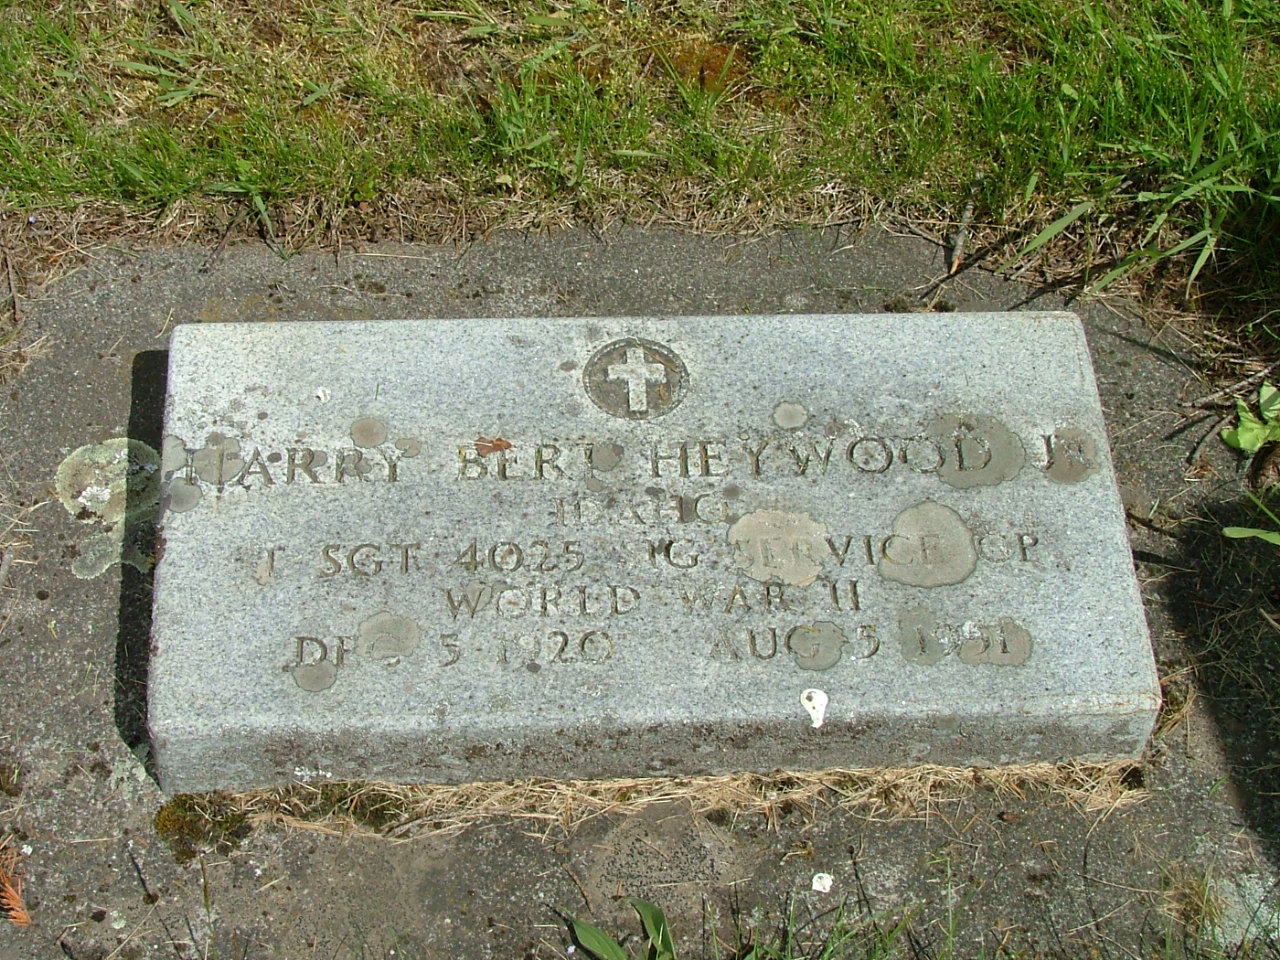 HARRY BERT HEYWOOD JR
IDAHO
T SGT 4025 SIG SERVICE GP
WORLD WAR II
DEC 5 1920 AUG 5 1951